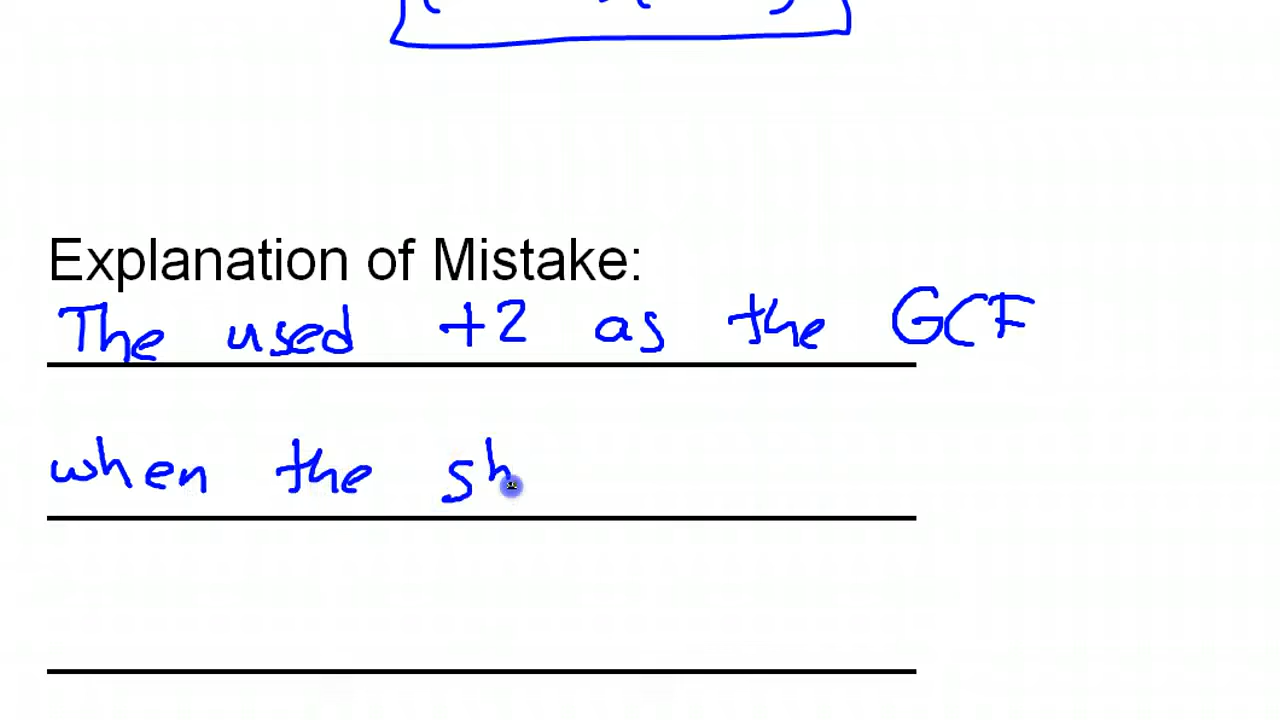 Explanation of Mistake:
The used +2 as the GCF
when the sh